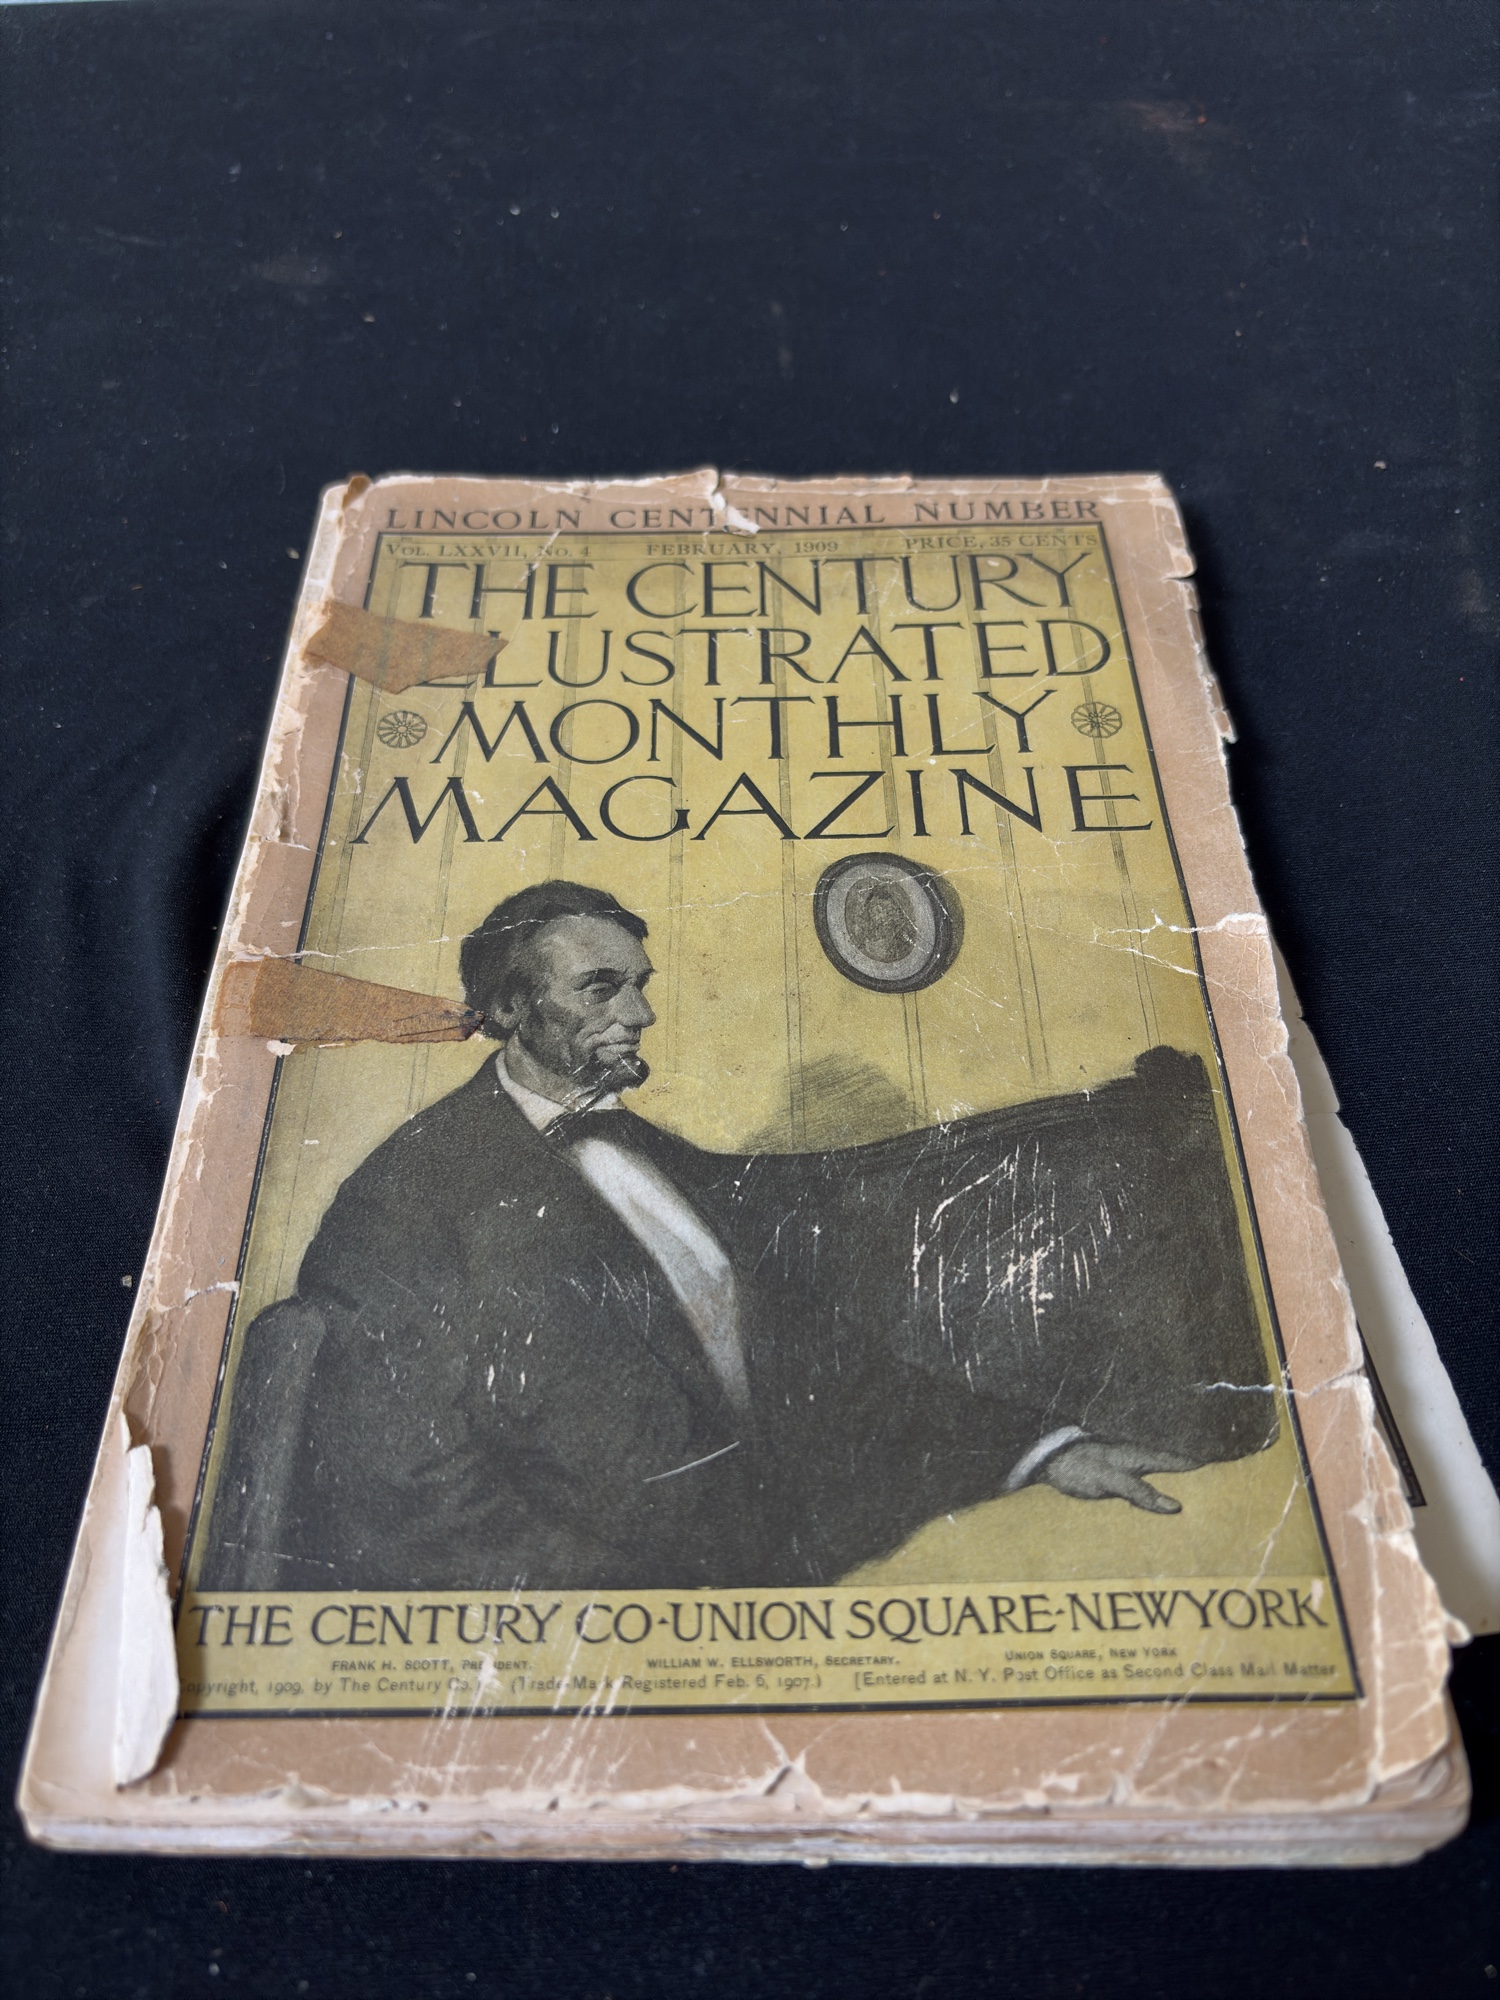 LINCOLN CENTENNIAL NUMBER
VOL. LXXVII, No. 4 FEBRUARY, 1909 PRICE, 35 CENTS
THE CENTURY
ILLUSTRATED
MONTHLY
MAGAZINE
THE CENTURY CO-UNION SQUARE-NEW YORK
FRANK H. SCOTT, PRESIDENT. WILLIAM W. ELLSWORTH, SECRETARY. UNION SQUARE, NEW YORK
Copyright, 1909, by The Century Co.] (Trade-Mark Registered Feb. 6, 1907.) [Entered at N. Y. Post Office as Second Class Mail Matter